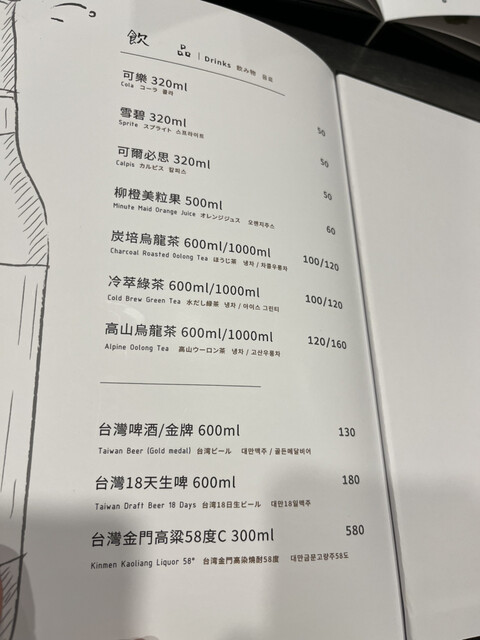 飲 品 | Drinks 飲み物 음료
可樂 320ml
Cola コーラ 콜라
50
雪碧 320ml
Sprite スプライト 스프라이트
50
可爾必思 320ml
Calpis カルピス 칼피스
50
柳橙美粒果 500ml
Minute Maid Orange Juice オレンジジュス 오렌지주스
60
炭培烏龍茶 600ml/1000ml
100/120
Charcoal Roasted Oolong Tea ほうじ茶 냉차 / 차콜우롱차
冷萃綠茶 600ml/1000ml
100/120
Cold Brew Green Tea 水だし緑茶 냉차 / 아이스 그린티
高山烏龍茶 600ml/1000ml
120/160
Alpine Oolong Tea 高山ウーロン茶 냉차 / 고산우롱차
台灣啤酒/金牌 600ml
130
Taiwan Beer (Gold medal) 台湾ビール 대만맥주 / 골든메달비어
台灣18天生啤 600ml
180
Taiwan Draft Beer 18 Days 台湾18日生ビール 대만18일맥주
台灣金門高粱58度C 300ml
580
Kinmen Kaoliang Liquor 58° 台湾金門高染焼酎58度 대만금문고량주58도